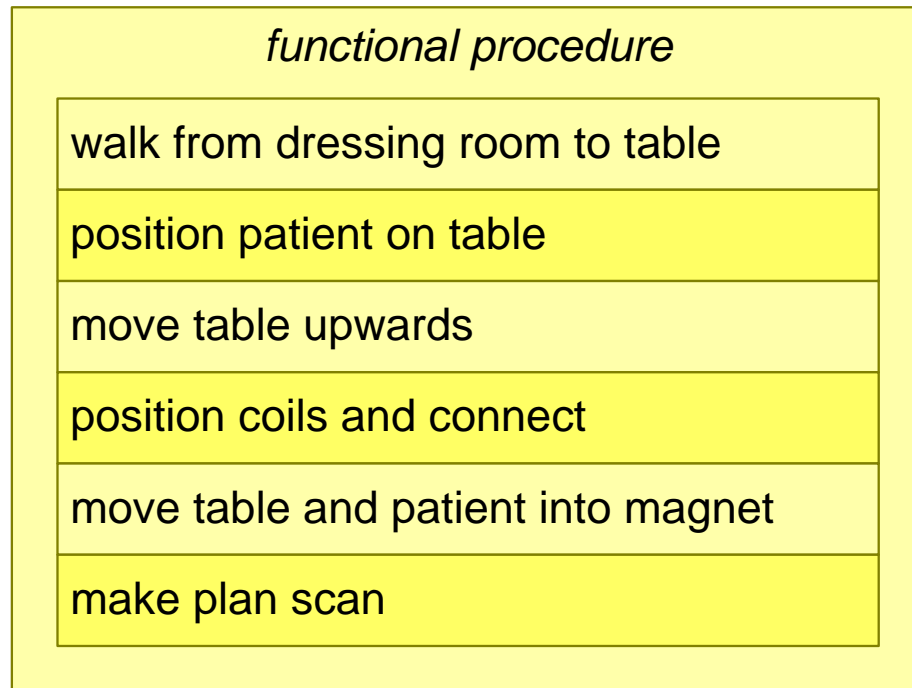 functional procedure
walk from dressing room to table
position patient on table
move table upwards
position coils and connect
move table and patient into magnet
make plan scan